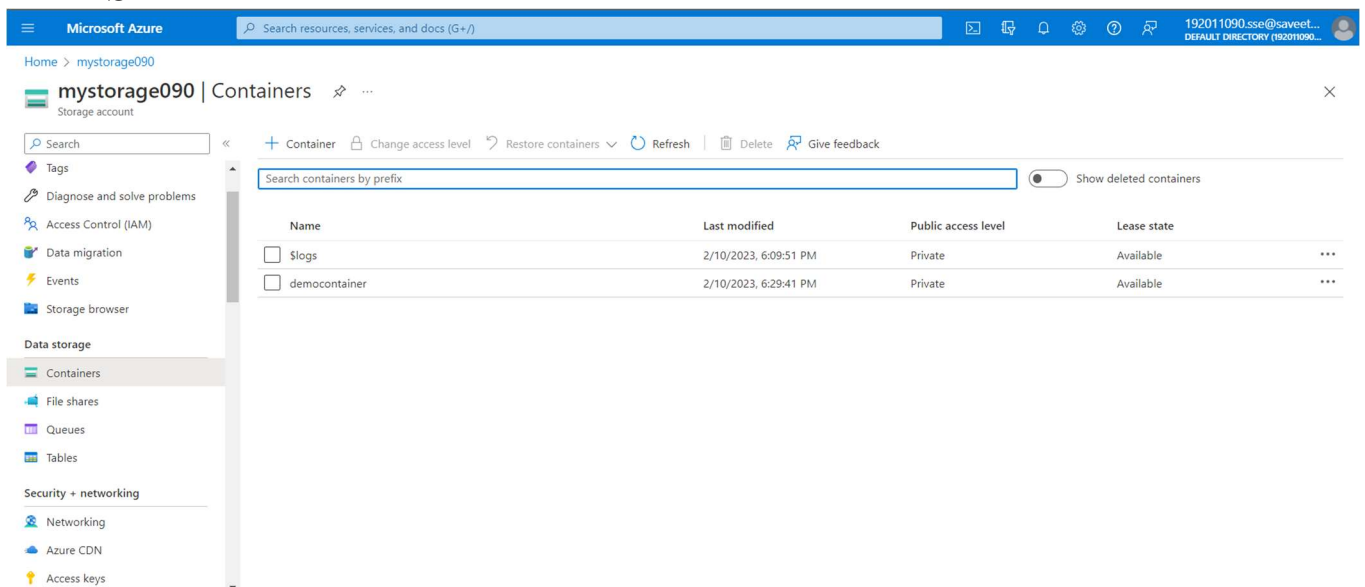 Microsoft Azure
Search resources, services, and docs (G+/)
192011090.sse@saveet...
DEFAULT DIRECTORY (192011090...
Home > mystorage090
mystorage090 | Containers
Storage account
Search
+ Container Change access level Restore containers Refresh Delete Give feedback
Tags
Diagnose and solve problems
Access Control (IAM)
Data migration
Events
Storage browser
Data storage
Containers
File shares
Queues
Tables
Security + networking
Networking
Azure CDN
Access keys
Search containers by prefix
Show deleted containers
Name Last modified Public access level Lease state
$logs 2/10/2023, 6:09:51 PM Private Available
democontainer 2/10/2023, 6:29:41 PM Private Available